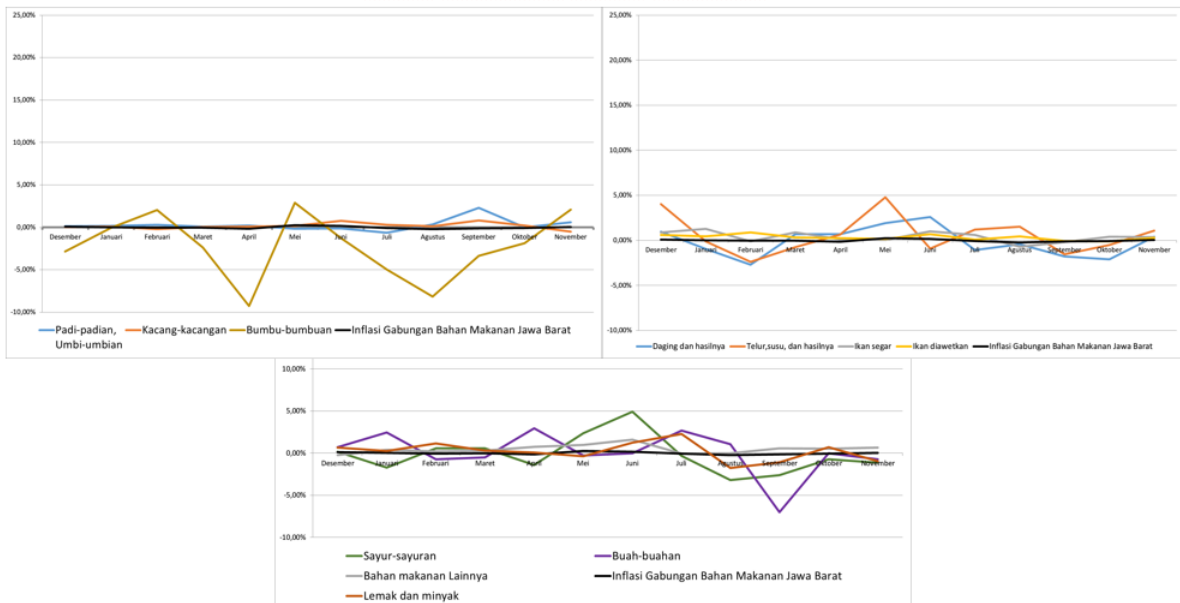 25,00%
20,00%
15,00%
10,00%
5,00%
0,00%
-5,00%
-10,00%
Desember Januari Februari Maret April Mei Juni Juli Agustus September Oktober November
Padi-padian, Umbi-umbian Kacang-kacangan Bumbu-bumbuan Inflasi Gabungan Bahan Makanan Jawa Barat
25,00%
20,00%
15,00%
10,00%
5,00%
0,00%
-5,00%
-10,00%
Desember Januari Februari Maret April Mei Juni Juli Agustus September Oktober November
Daging dan hasilnya Telur,susu, dan hasilnya Ikan segar Ikan diawetkan Inflasi Gabungan Bahan Makanan Jawa Barat
10,00%
5,00%
0,00%
-5,00%
-10,00%
Desember Januari Februari Maret April Mei Juni Juli Agustus September Oktober November
Sayur-sayuran Buah-buahan
Bahan makanan Lainnya Inflasi Gabungan Bahan Makanan Jawa Barat
Lemak dan minyak